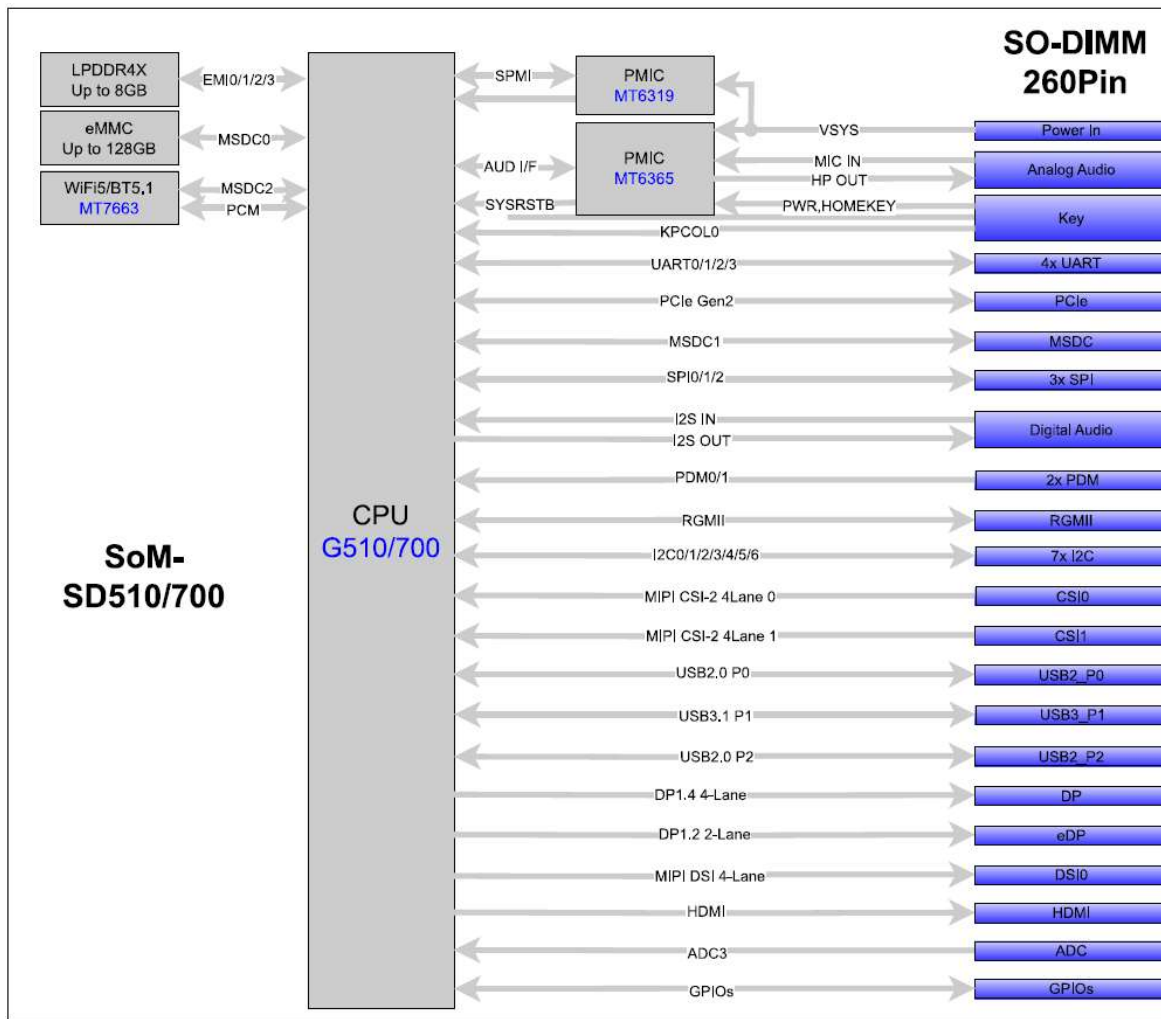 SO-DIMM
260Pin
LPDDR4X
Up to 8GB
EMI0/1/2/3
eMMC
Up to 128GB
MSDC0
WiFi5/BT5.1
MT7663
MSDC2
PCM
SoM-
SD510/700
CPU
G510/700
SPMI
PMIC
MT6319
AUD I/F
PMIC
MT6365
SYSRSTB
VSYS
Power In
MIC IN
HP OUT
Analog Audio
PWR,HOMEKEY
KPCOL0
Key
UART0/1/2/3
4x UART
PCIe Gen2
PCIe
MSDC1
MSDC
SPI0/1/2
3x SPI
I2S IN
I2S OUT
Digital Audio
PDM0/1
2x PDM
RGMII
RGMII
I2C0/1/2/3/4/5/6
7x I2C
MIPI CSI-2 4Lane 0
CSI0
MIPI CSI-2 4Lane 1
CSI1
USB2.0 P0
USB2_P0
USB3.1 P1
USB3_P1
USB2.0 P2
USB2_P2
DP1.4 4-Lane
DP
DP1.2 2-Lane
eDP
MIPI DSI 4-Lane
DSI0
HDMI
HDMI
ADC3
ADC
GPIOs
GPIOs